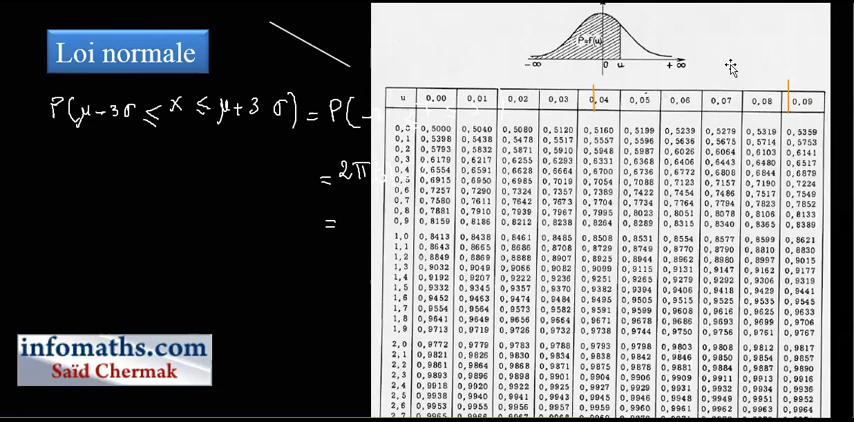 Loi normale
P(μ-3σ ≤ X ≤ μ+3σ) = P(-
= 2π
=
infomaths.com
Saïd Chermak
P=F(u)
-∞ 0 u +∞
u 0,00 0,01 0,02 0,03 0,04 0,05 0,06 0,07 0,08 0,09
0,0 0,5000 0,5040 0,5080 0,5120 0,5160 0,5199 0,5239 0,5279 0,5319 0,5359
0,1 0,5398 0,5438 0,5478 0,5517 0,5557 0,5596 0,5636 0,5675 0,5714 0,5753
0,2 0,5793 0,5832 0,5871 0,5910 0,5948 0,5987 0,6026 0,6064 0,6103 0,6141
0,3 0,6179 0,6217 0,6255 0,6293 0,6331 0,6368 0,6406 0,6443 0,6480 0,6517
0,4 0,6554 0,6591 0,6628 0,6664 0,6700 0,6736 0,6772 0,6808 0,6844 0,6879
0,5 0,6915 0,6950 0,6985 0,7019 0,7054 0,7088 0,7123 0,7157 0,7190 0,7224
0,6 0,7257 0,7290 0,7324 0,7357 0,7389 0,7422 0,7454 0,7486 0,7517 0,7549
0,7 0,7580 0,7611 0,7642 0,7673 0,7704 0,7734 0,7764 0,7794 0,7823 0,7852
0,8 0,7881 0,7910 0,7939 0,7967 0,7995 0,8023 0,8051 0,8078 0,8106 0,8133
0,9 0,8159 0,8186 0,8212 0,8238 0,8264 0,8289 0,8315 0,8340 0,8365 0,8389
1,0 0,8413 0,8438 0,8461 0,8485 0,8508 0,8531 0,8554 0,8577 0,8599 0,8621
1,1 0,8643 0,8665 0,8686 0,8708 0,8729 0,8749 0,8770 0,8790 0,8810 0,8830
1,2 0,8849 0,8869 0,8888 0,8907 0,8925 0,8944 0,8962 0,8980 0,8997 0,9015
1,3 0,9032 0,9049 0,9066 0,9082 0,9099 0,9115 0,9131 0,9147 0,9162 0,9177
1,4 0,9192 0,9207 0,9222 0,9236 0,9251 0,9265 0,9279 0,9292 0,9306 0,9319
1,5 0,9332 0,9345 0,9357 0,9370 0,9382 0,9394 0,9406 0,9418 0,9429 0,9441
1,6 0,9452 0,9463 0,9474 0,9484 0,9495 0,9505 0,9515 0,9525 0,9535 0,9545
1,7 0,9554 0,9564 0,9573 0,9582 0,9591 0,9599 0,9608 0,9616 0,9625 0,9633
1,8 0,9641 0,9649 0,9656 0,9664 0,9671 0,9678 0,9686 0,9693 0,9699 0,9706
1,9 0,9713 0,9719 0,9726 0,9732 0,9738 0,9744 0,9750 0,9756 0,9761 0,9767
2,0 0,9772 0,9779 0,9783 0,9788 0,9793 0,9798 0,9803 0,9808 0,9812 0,9817
2,1 0,9821 0,9826 0,9830 0,9834 0,9838 0,9842 0,9846 0,9850 0,9854 0,9857
2,2 0,9861 0,9864 0,9868 0,9871 0,9875 0,9878 0,9881 0,9884 0,9887 0,9890
2,3 0,9893 0,9896 0,9898 0,9901 0,9904 0,9906 0,9909 0,9911 0,9913 0,9916
2,4 0,9918 0,9920 0,9922 0,9925 0,9927 0,9929 0,9931 0,9932 0,9934 0,9936
2,5 0,9938 0,9940 0,9941 0,9943 0,9945 0,9946 0,9948 0,9949 0,9951 0,9952
2,6 0,9953 0,9955 0,9956 0,9957 0,9959 0,9960 0,9961 0,9962 0,9963 0,9964